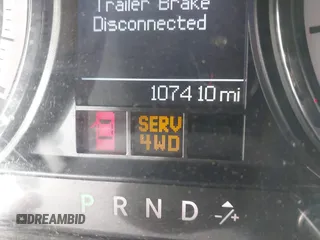 Trailer Brake
Disconnected
107410 mi
SERV
4WD
P R N D -/+
DREAMBID